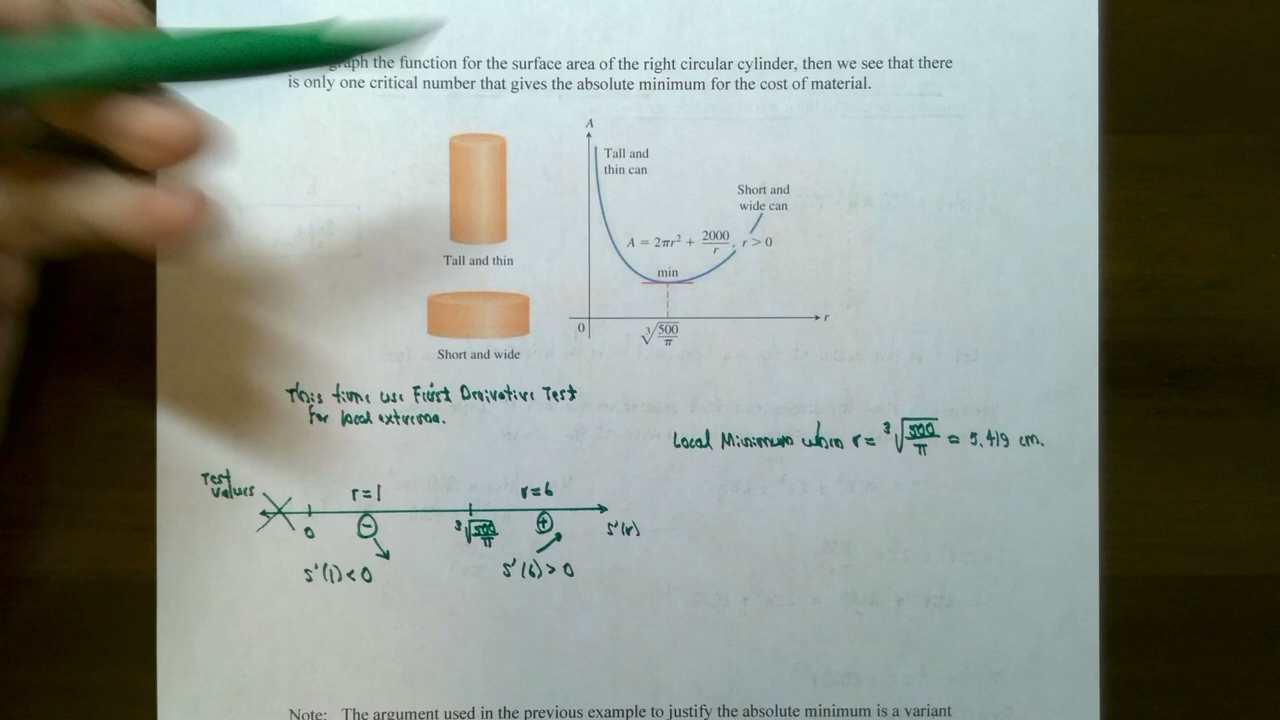 graph the function for the surface area of the right circular cylinder, then we see that there
is only one critical number that gives the absolute minimum for the cost of material.
A
Tall and
thin can
Short and
wide can
A = 2πr² + 2000/r, r > 0
min
0
∛(500/π)
r
Tall and thin
Short and wide
This time use First Derivative Test
for local extrema.
Local Minimum when r = ∛(500/π) = 5.419 cm.
Test
values
r=1
r=6
0
∛(500/π)
S'(r)
−
+
S'(1) < 0
S'(6) > 0
Note: The argument used in the previous example to justify the absolute minimum is a variant